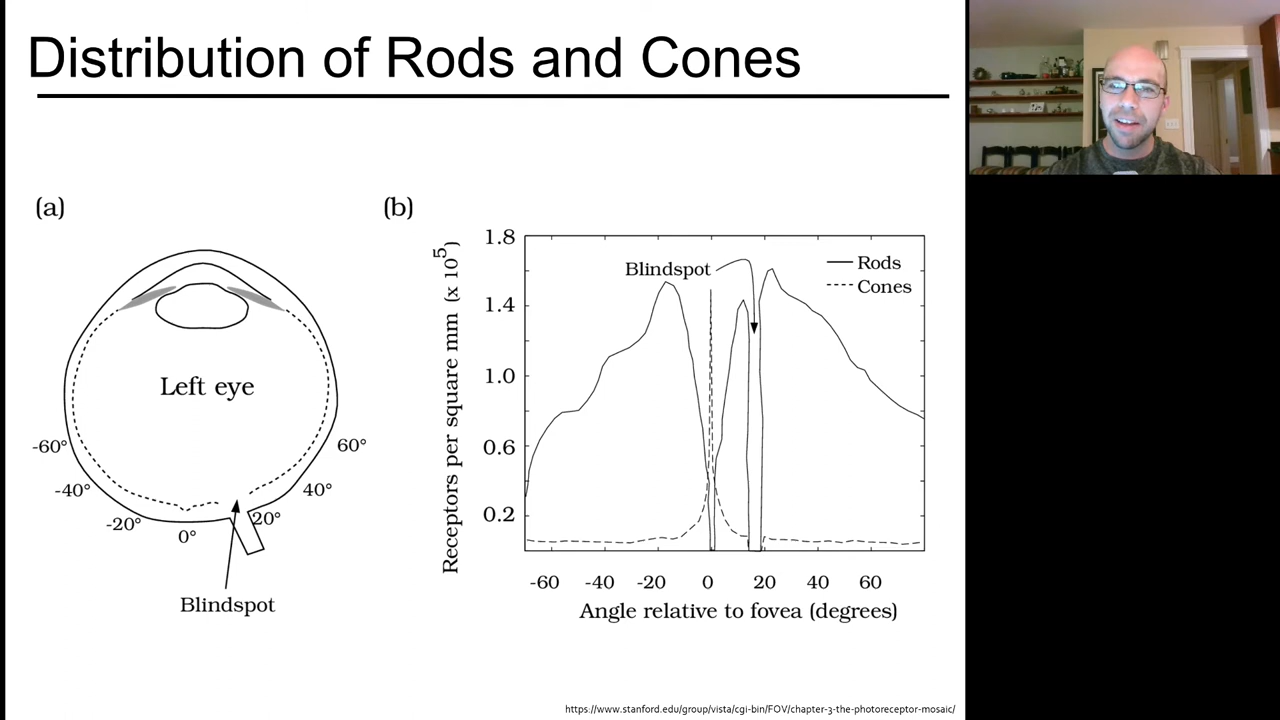 Distribution of Rods and Cones
(a)
Left eye
-60°
-40°
-20°
0°
20°
40°
60°
Blindspot
(b)
Receptors per square mm (x 10⁵)
1.8
1.4
1.0
0.6
0.2
Blindspot
Rods
Cones
-60 -40 -20 0 20 40 60
Angle relative to fovea (degrees)
https://www.stanford.edu/group/vista/cgi-bin/FOV/chapter-3-the-photoreceptor-mosaic/